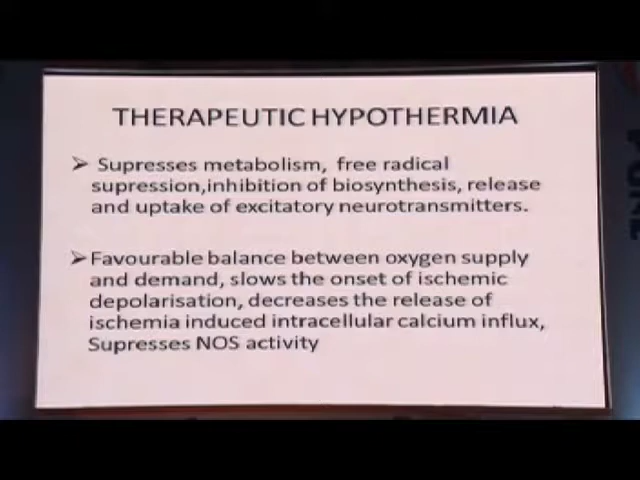 THERAPEUTIC HYPOTHERMIA
➢ Supresses metabolism, free radical
supression,inhibition of biosynthesis, release
and uptake of excitatory neurotransmitters.
➢ Favourable balance between oxygen supply
and demand, slows the onset of ischemic
depolarisation, decreases the release of
ischemia induced intracellular calcium influx,
Supresses NOS activity